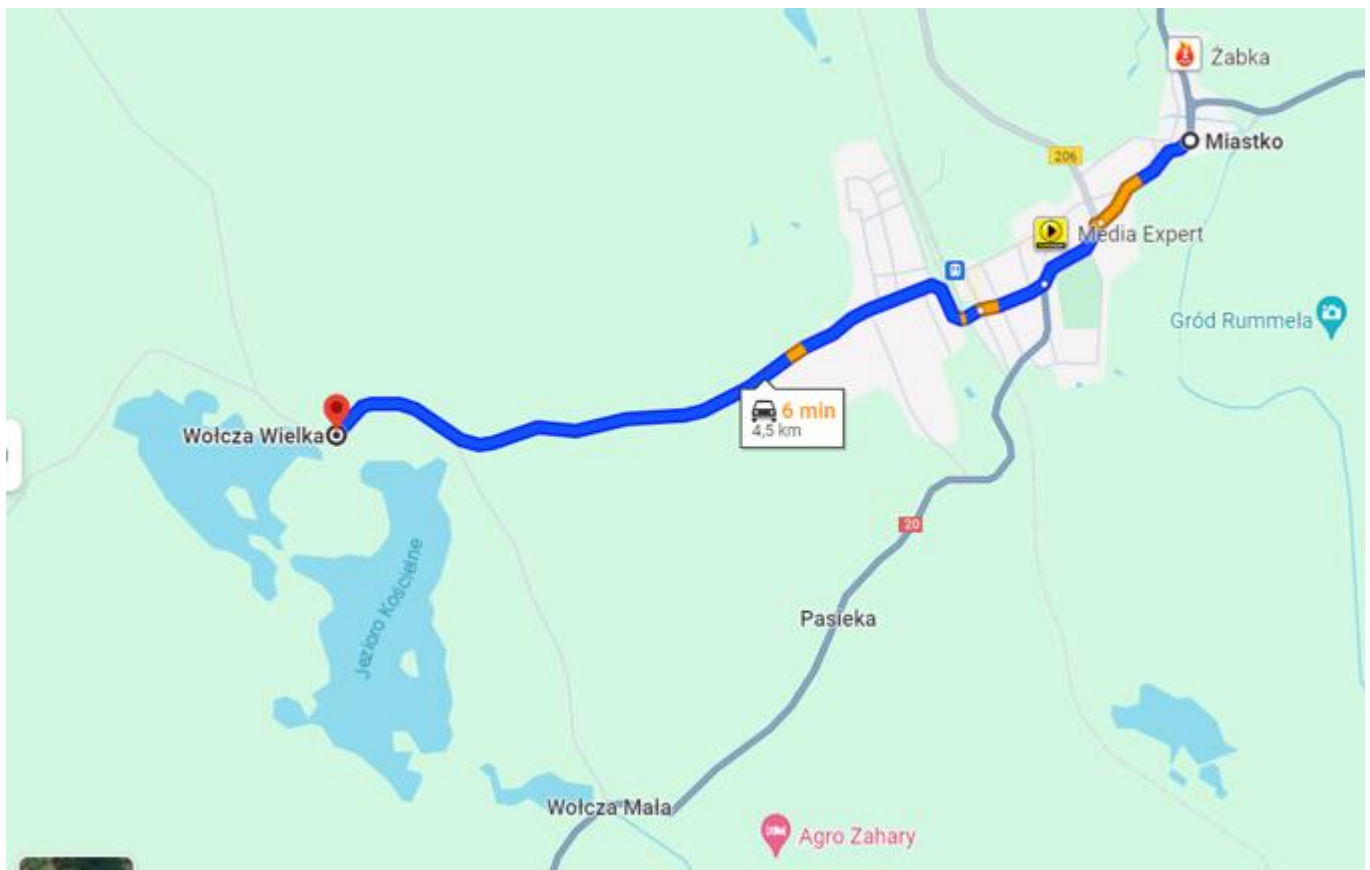 Żabka
Miastko
206
Media Expert
Gród Rummela
6 min
4,5 km
Wołcza Wielka
20
Jezioro Kościelne
Pasieka
Wołcza Mała
Agro Zahary